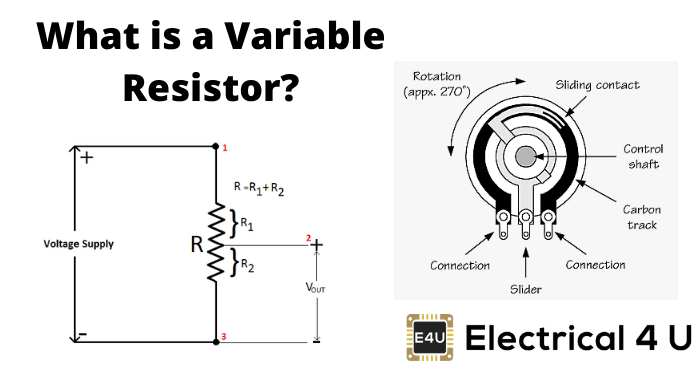 What is a Variable
Resistor?
+
1
R=R1+R2
}R1
Voltage Supply
R
2
+
}R2
VOUT
-
3
-
Rotation
(appx. 270°)
Sliding contact
Control
shaft
Carbon
track
Connection
Connection
Slider
E4U
Electrical 4 U